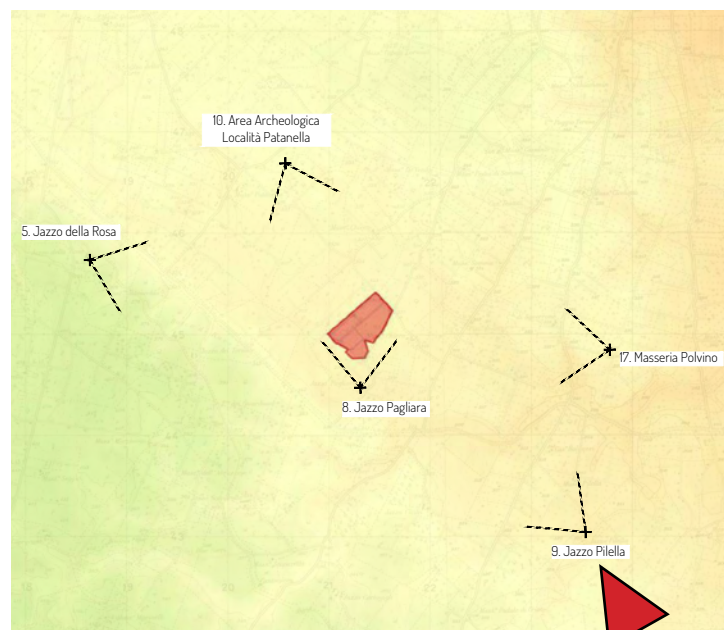 10. Area Archeologica
Località Patanella
5. Jazzo della Rosa
17. Masseria Polvino
8. Jazzo Pagliara
9. Jazzo Pilella